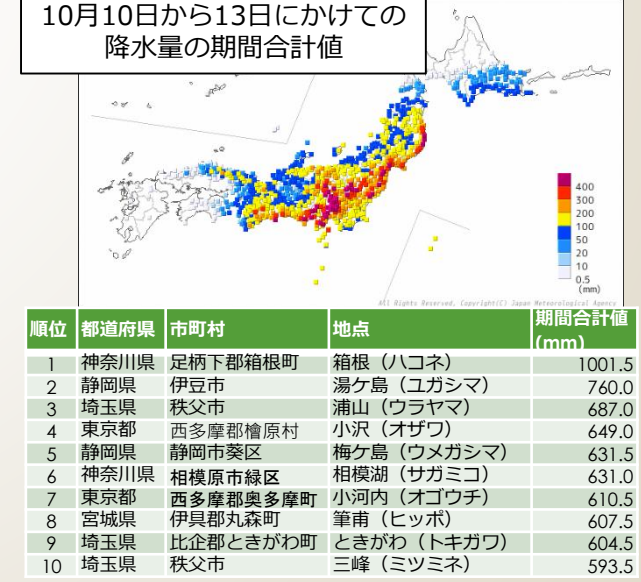 10月10日から13日にかけての
降水量の期間合計値
400
300
200
100
50
20
10
0.5
(mm)
All Rights Reserved, Copyright(C) Japan Meteorological Agency
順位 都道府県 市町村 地点 期間合計値
(mm)
1 神奈川県 足柄下郡箱根町 箱根（ハコネ） 1001.5
2 静岡県 伊豆市 湯ケ島（ユガシマ） 760.0
3 埼玉県 秩父市 浦山（ウラヤマ） 687.0
4 東京都 西多摩郡檜原村 小沢（オザワ） 649.0
5 静岡県 静岡市葵区 梅ケ島（ウメガシマ） 631.5
6 神奈川県 相模原市緑区 相模湖（サガミコ） 631.0
7 東京都 西多摩郡奥多摩町 小河内（オゴウチ） 610.5
8 宮城県 伊具郡丸森町 筆甫（ヒッポ） 607.5
9 埼玉県 比企郡ときがわ町 ときがわ（トキガワ） 604.5
10 埼玉県 秩父市 三峰（ミツミネ） 593.5